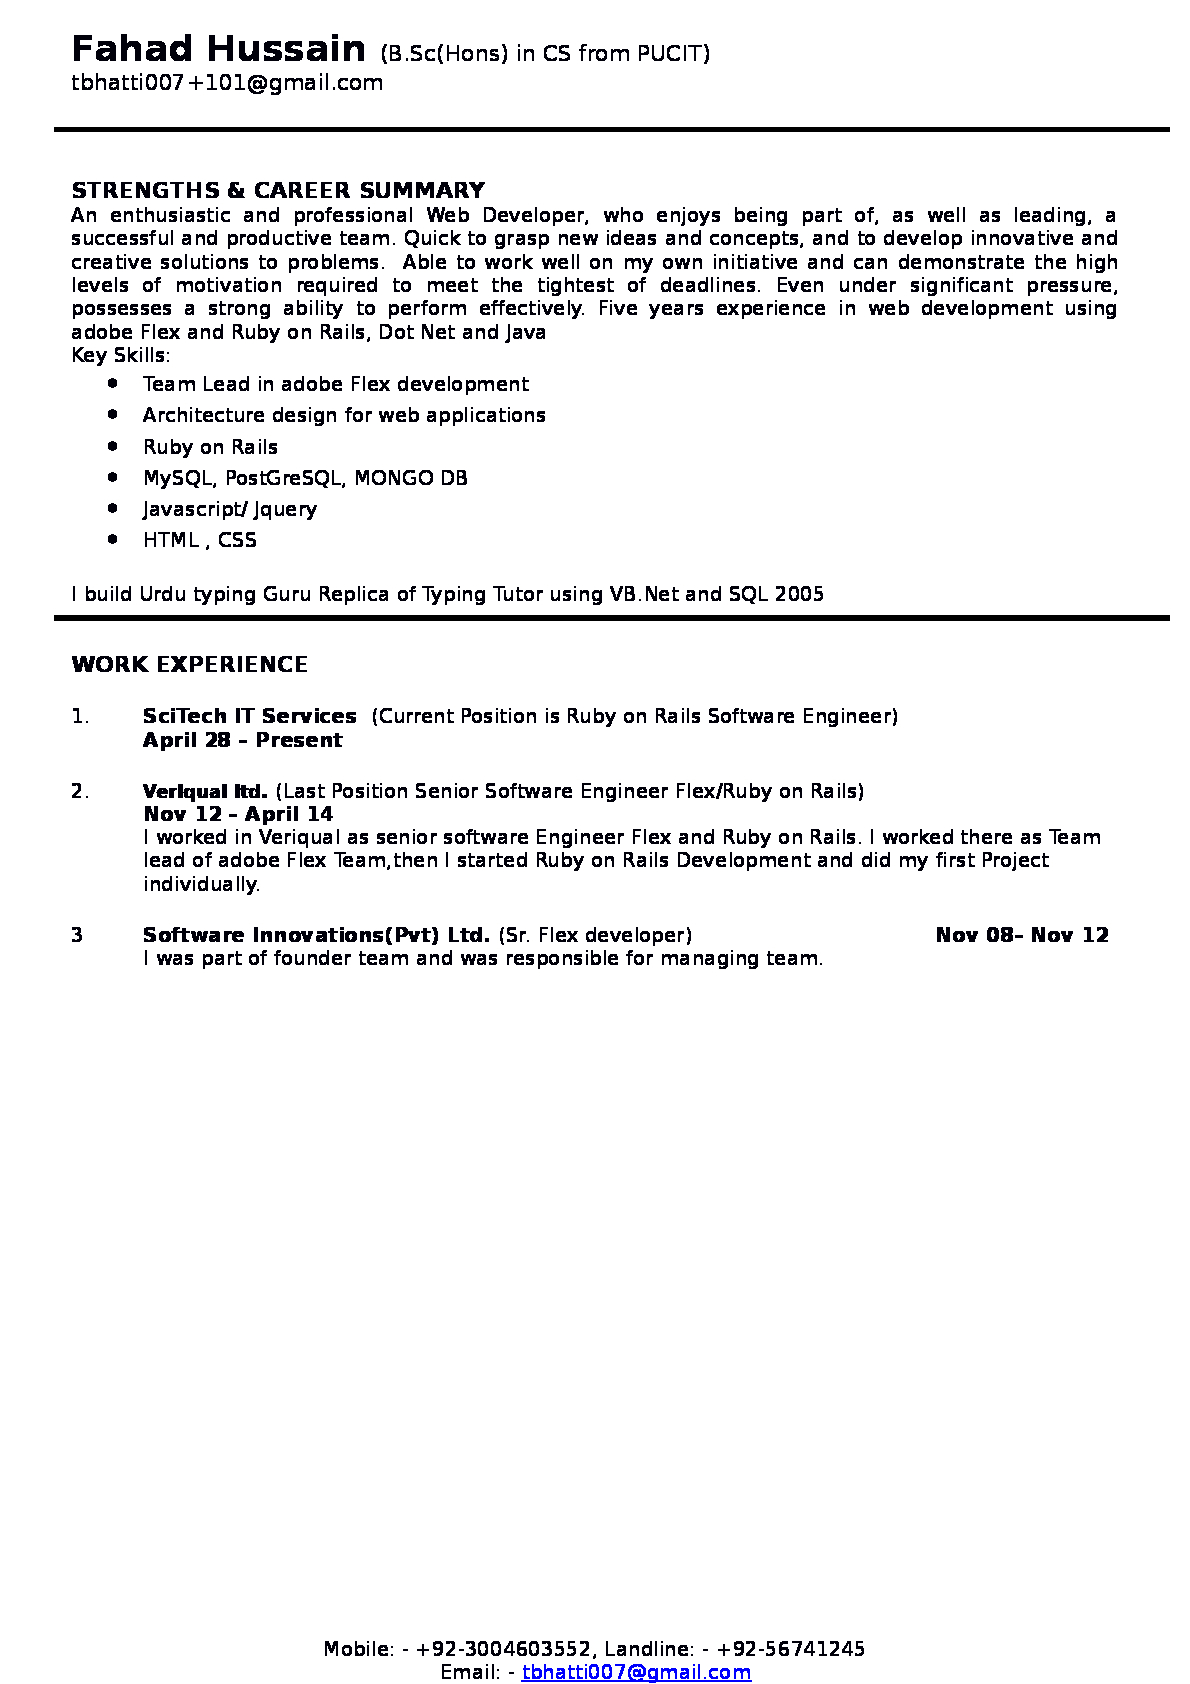 Fahad Hussain (B.Sc(Hons) in CS from PUCIT)
tbhatti007+101@gmail.com
STRENGTHS & CAREER SUMMARY
An enthusiastic and professional Web Developer, who enjoys being part of, as well as leading, a
successful and productive team. Quick to grasp new ideas and concepts, and to develop innovative and
creative solutions to problems.  Able to work well on my own initiative and can demonstrate the high
levels of motivation required to meet the tightest of deadlines. Even under significant pressure,
possesses a strong ability to perform effectively. Five years experience in web development using
adobe Flex and Ruby on Rails, Dot Net and Java
Key Skills:
• Team Lead in adobe Flex development
• Architecture design for web applications
• Ruby on Rails
• MySQL, PostGreSQL, MONGO DB
• Javascript/ Jquery
• HTML , CSS
I build Urdu typing Guru Replica of Typing Tutor using VB.Net and SQL 2005
WORK EXPERIENCE
1. SciTech IT Services  (Current Position is Ruby on Rails Software Engineer)
April 28 – Present
2. Veriqual ltd. (Last Position Senior Software Engineer Flex/Ruby on Rails)
Nov 12 – April 14
I worked in Veriqual as senior software Engineer Flex and Ruby on Rails. I worked there as Team
lead of adobe Flex Team,then I started Ruby on Rails Development and did my first Project
individually.
3 Software Innovations(Pvt) Ltd. (Sr. Flex developer) Nov 08– Nov 12
I was part of founder team and was responsible for managing team.
Mobile: - +92-3004603552, Landline: - +92-56741245
Email: - tbhatti007@gmail.com